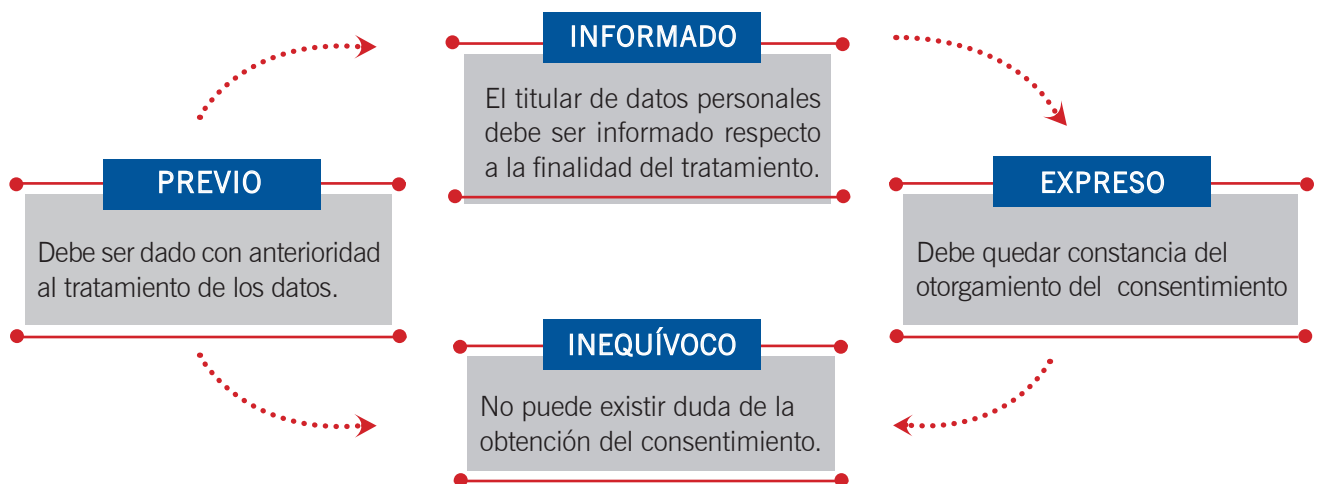 PREVIO
Debe ser dado con anterioridad
al tratamiento de los datos.
INFORMADO
El titular de datos personales
debe ser informado respecto
a la finalidad del tratamiento.
EXPRESO
Debe quedar constancia del
otorgamiento del consentimiento
INEQUÍVOCO
No puede existir duda de la
obtención del consentimiento.